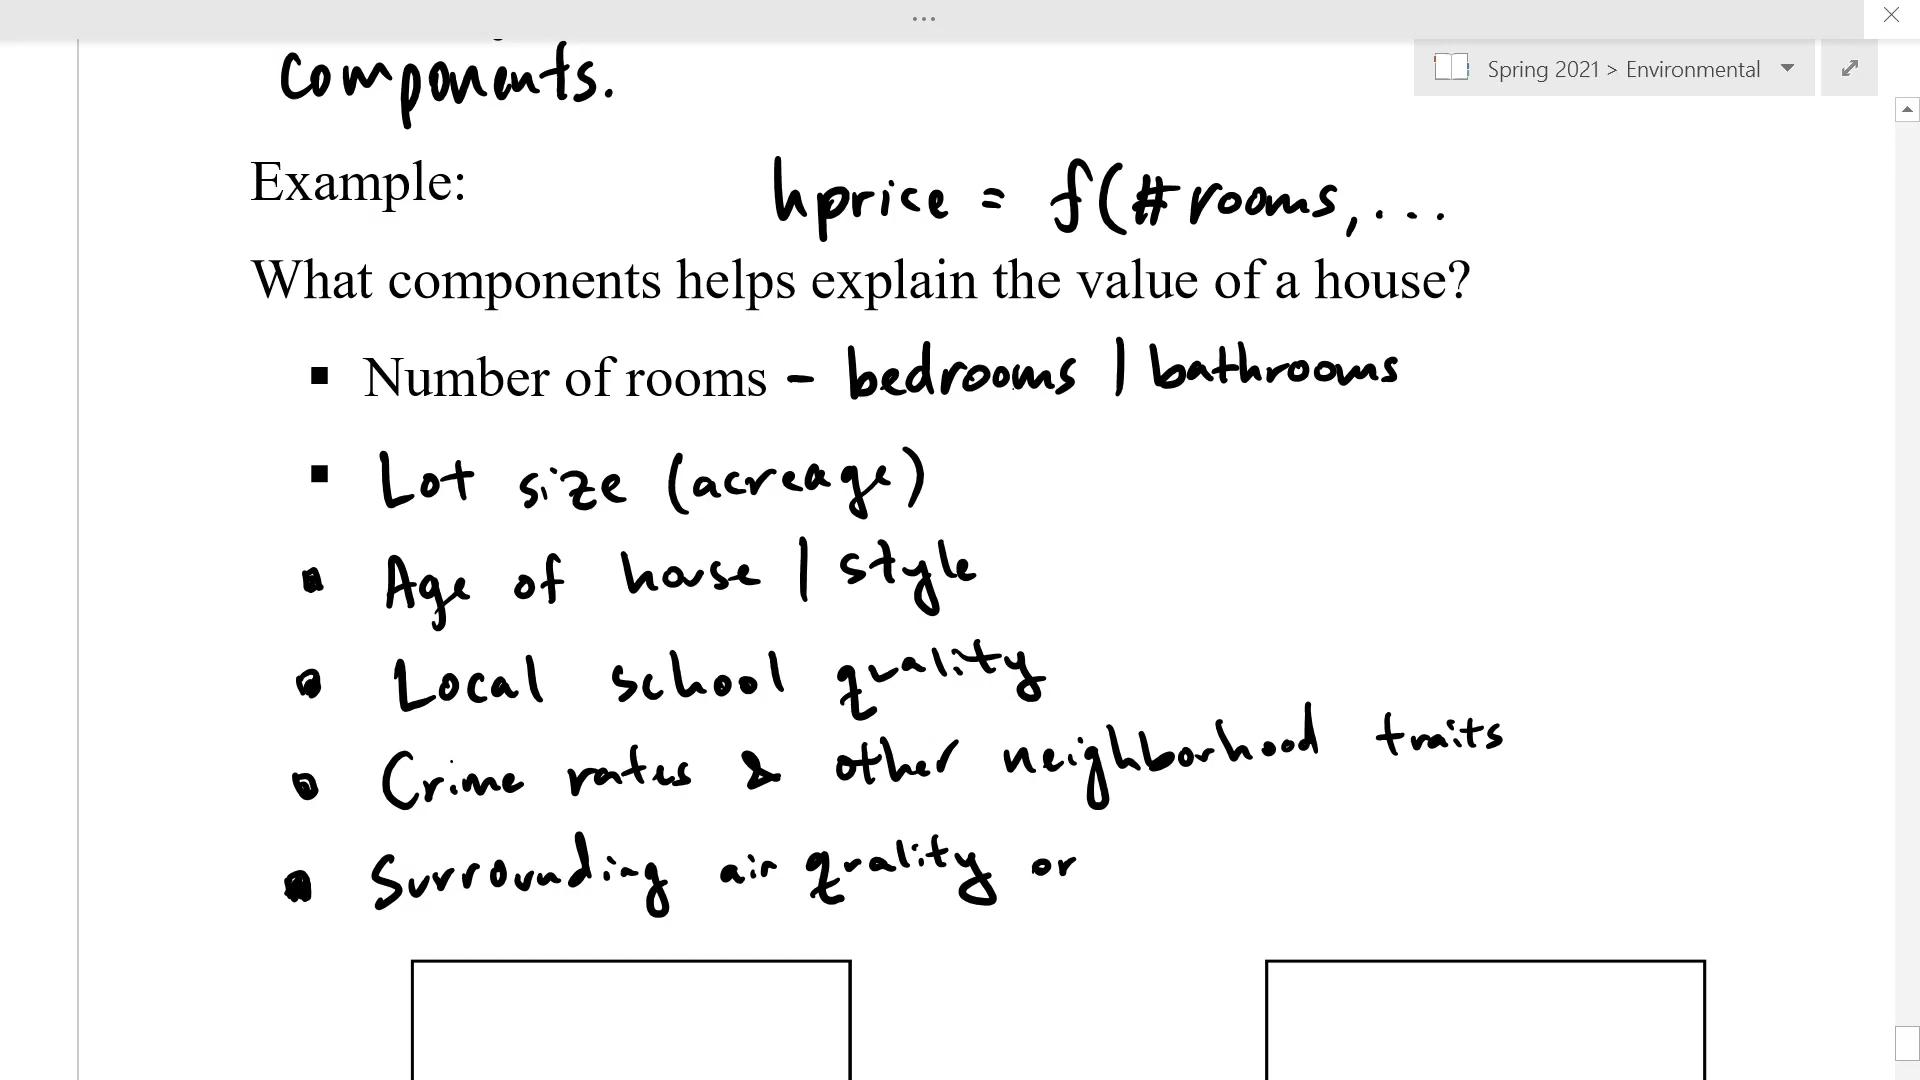 Spring 2021 > Environmental
components.
Example: hprice = f(# rooms, ...
What components helps explain the value of a house?
▪ Number of rooms - bedrooms | bathrooms
▪ Lot size (acreage)
▪ Age of house | style
▪ Local school quality
▪ Crime rates & other neighborhood traits
▪ Surrounding air quality or